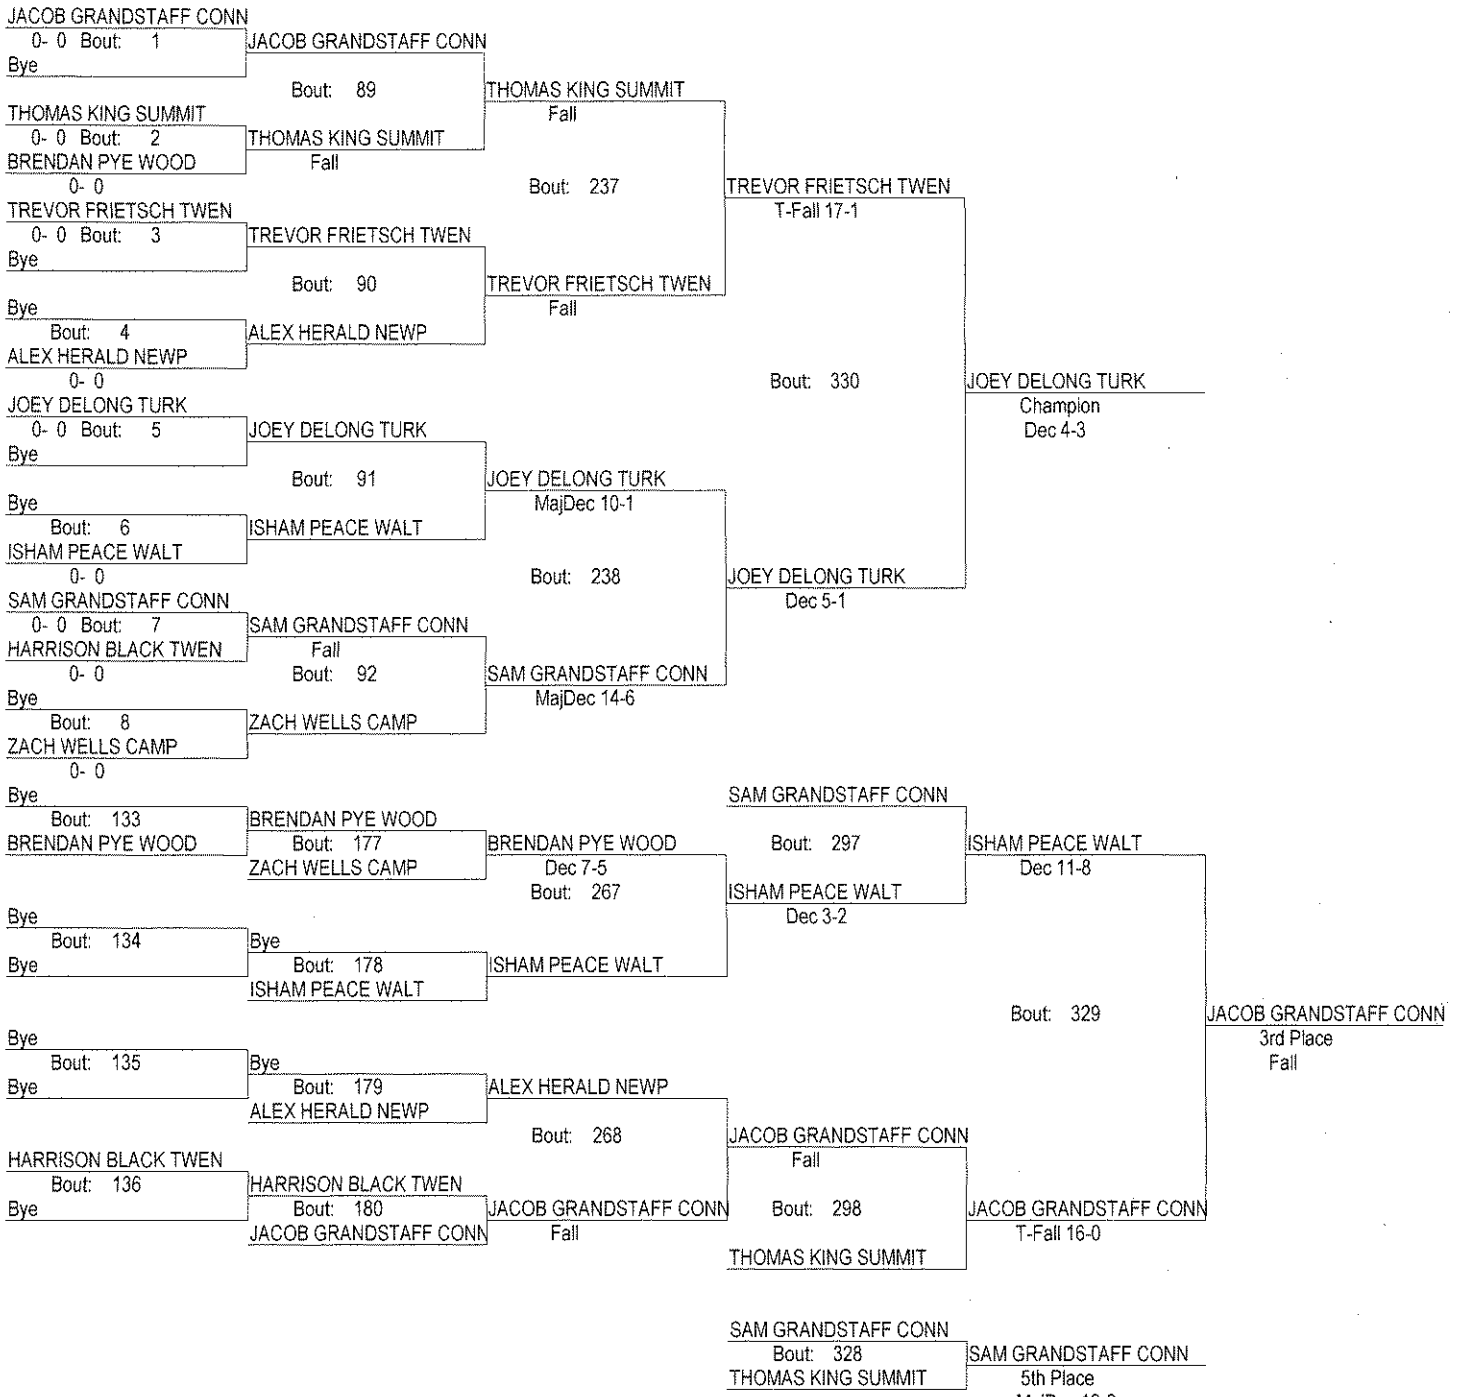 JACOB GRANDSTAFF CONN
0- 0 Bout: 1
JACOB GRANDSTAFF CONN
Bye
Bout: 89
THOMAS KING SUMMIT
Fall
THOMAS KING SUMMIT
0- 0 Bout: 2
THOMAS KING SUMMIT
Fall
BRENDAN PYE WOOD
0- 0
Bout: 237
TREVOR FRIETSCH TWEN
T-Fall 17-1
TREVOR FRIETSCH TWEN
0- 0 Bout: 3
TREVOR FRIETSCH TWEN
Bye
Bout: 90
TREVOR FRIETSCH TWEN
Fall
Bye
Bout: 4
ALEX HERALD NEWP
ALEX HERALD NEWP
0- 0
Bout: 330
JOEY DELONG TURK
Champion
Dec 4-3
JOEY DELONG TURK
0- 0 Bout: 5
JOEY DELONG TURK
Bye
Bout: 91
JOEY DELONG TURK
MajDec 10-1
Bye
Bout: 6
ISHAM PEACE WALT
ISHAM PEACE WALT
0- 0
Bout: 238
JOEY DELONG TURK
Dec 5-1
SAM GRANDSTAFF CONN
0- 0 Bout: 7
SAM GRANDSTAFF CONN
Fall
HARRISON BLACK TWEN
0- 0
Bout: 92
SAM GRANDSTAFF CONN
MajDec 14-6
Bye
Bout: 8
ZACH WELLS CAMP
ZACH WELLS CAMP
0- 0
Bye
Bout: 133
BRENDAN PYE WOOD
BRENDAN PYE WOOD
Bout: 177
ZACH WELLS CAMP
BRENDAN PYE WOOD
Dec 7-5
Bout: 267
SAM GRANDSTAFF CONN
Bout: 297
ISHAM PEACE WALT
Dec 3-2
ISHAM PEACE WALT
Dec 11-8
Bye
Bout: 134
Bye
Bye
Bout: 178
ISHAM PEACE WALT
ISHAM PEACE WALT
Bout: 329
JACOB GRANDSTAFF CONN
3rd Place
Fall
Bye
Bout: 135
Bye
Bye
Bout: 179
ALEX HERALD NEWP
ALEX HERALD NEWP
Bout: 268
JACOB GRANDSTAFF CONN
Fall
HARRISON BLACK TWEN
Bout: 136
Bye
HARRISON BLACK TWEN
Bout: 180
JACOB GRANDSTAFF CONN
JACOB GRANDSTAFF CONN
Fall
Bout: 298
THOMAS KING SUMMIT
JACOB GRANDSTAFF CONN
T-Fall 16-0
SAM GRANDSTAFF CONN
Bout: 328
THOMAS KING SUMMIT
SAM GRANDSTAFF CONN
5th Place